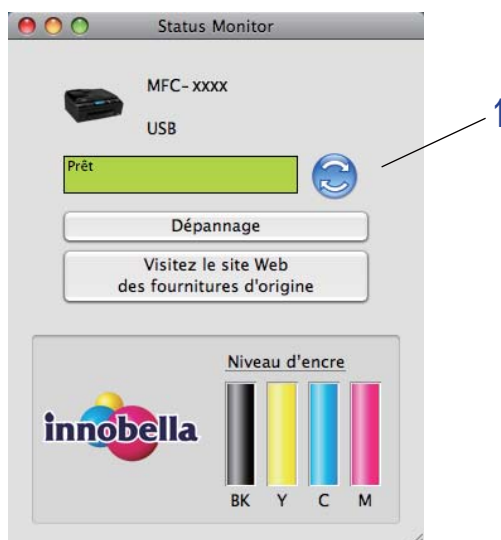 Status Monitor
MFC- xxxx
USB
1
Prêt
Dépannage
Visitez le site Web
des fournitures d'origine
Niveau d'encre
innobella
BK Y C M